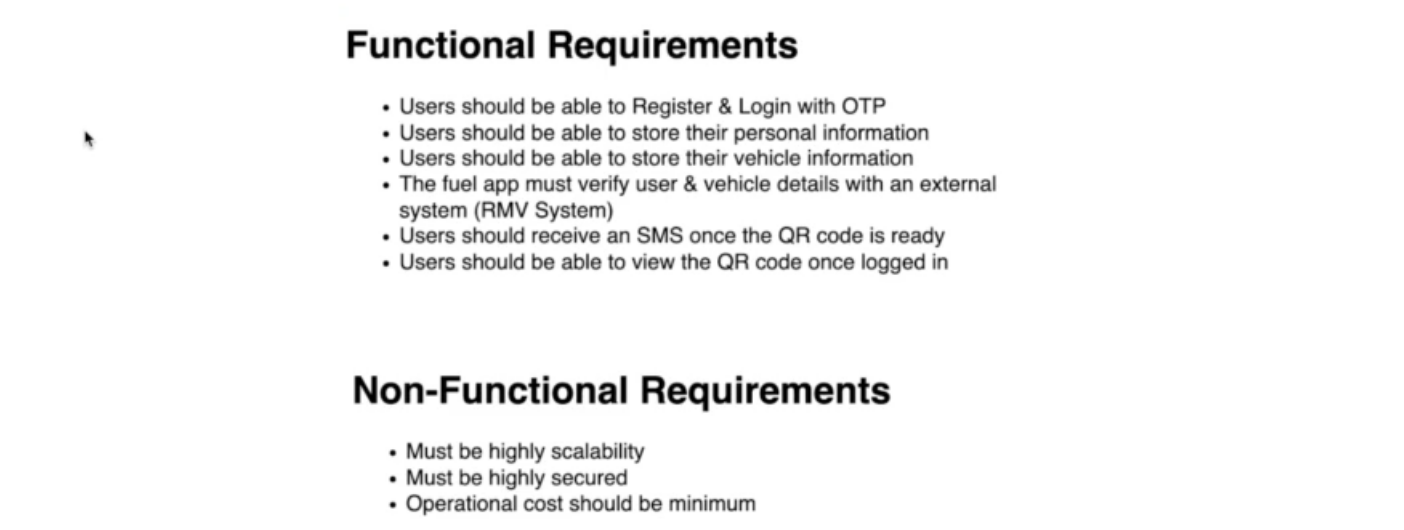 Functional Requirements
• Users should be able to Register & Login with OTP
• Users should be able to store their personal information
• Users should be able to store their vehicle information
• The fuel app must verify user & vehicle details with an external
system (RMV System)
• Users should receive an SMS once the QR code is ready
• Users should be able to view the QR code once logged in
Non-Functional Requirements
• Must be highly scalability
• Must be highly secured
• Operational cost should be minimum